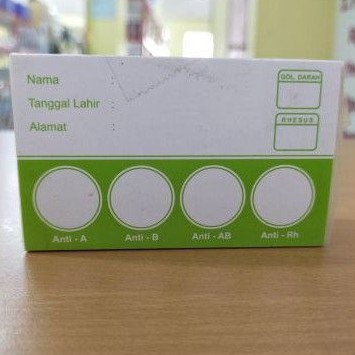 Nama
Tanggal Lahir :
Alamat :
GOL. DARAH
RHESUS
Anti - A
Anti - B
Anti - AB
Anti - Rh